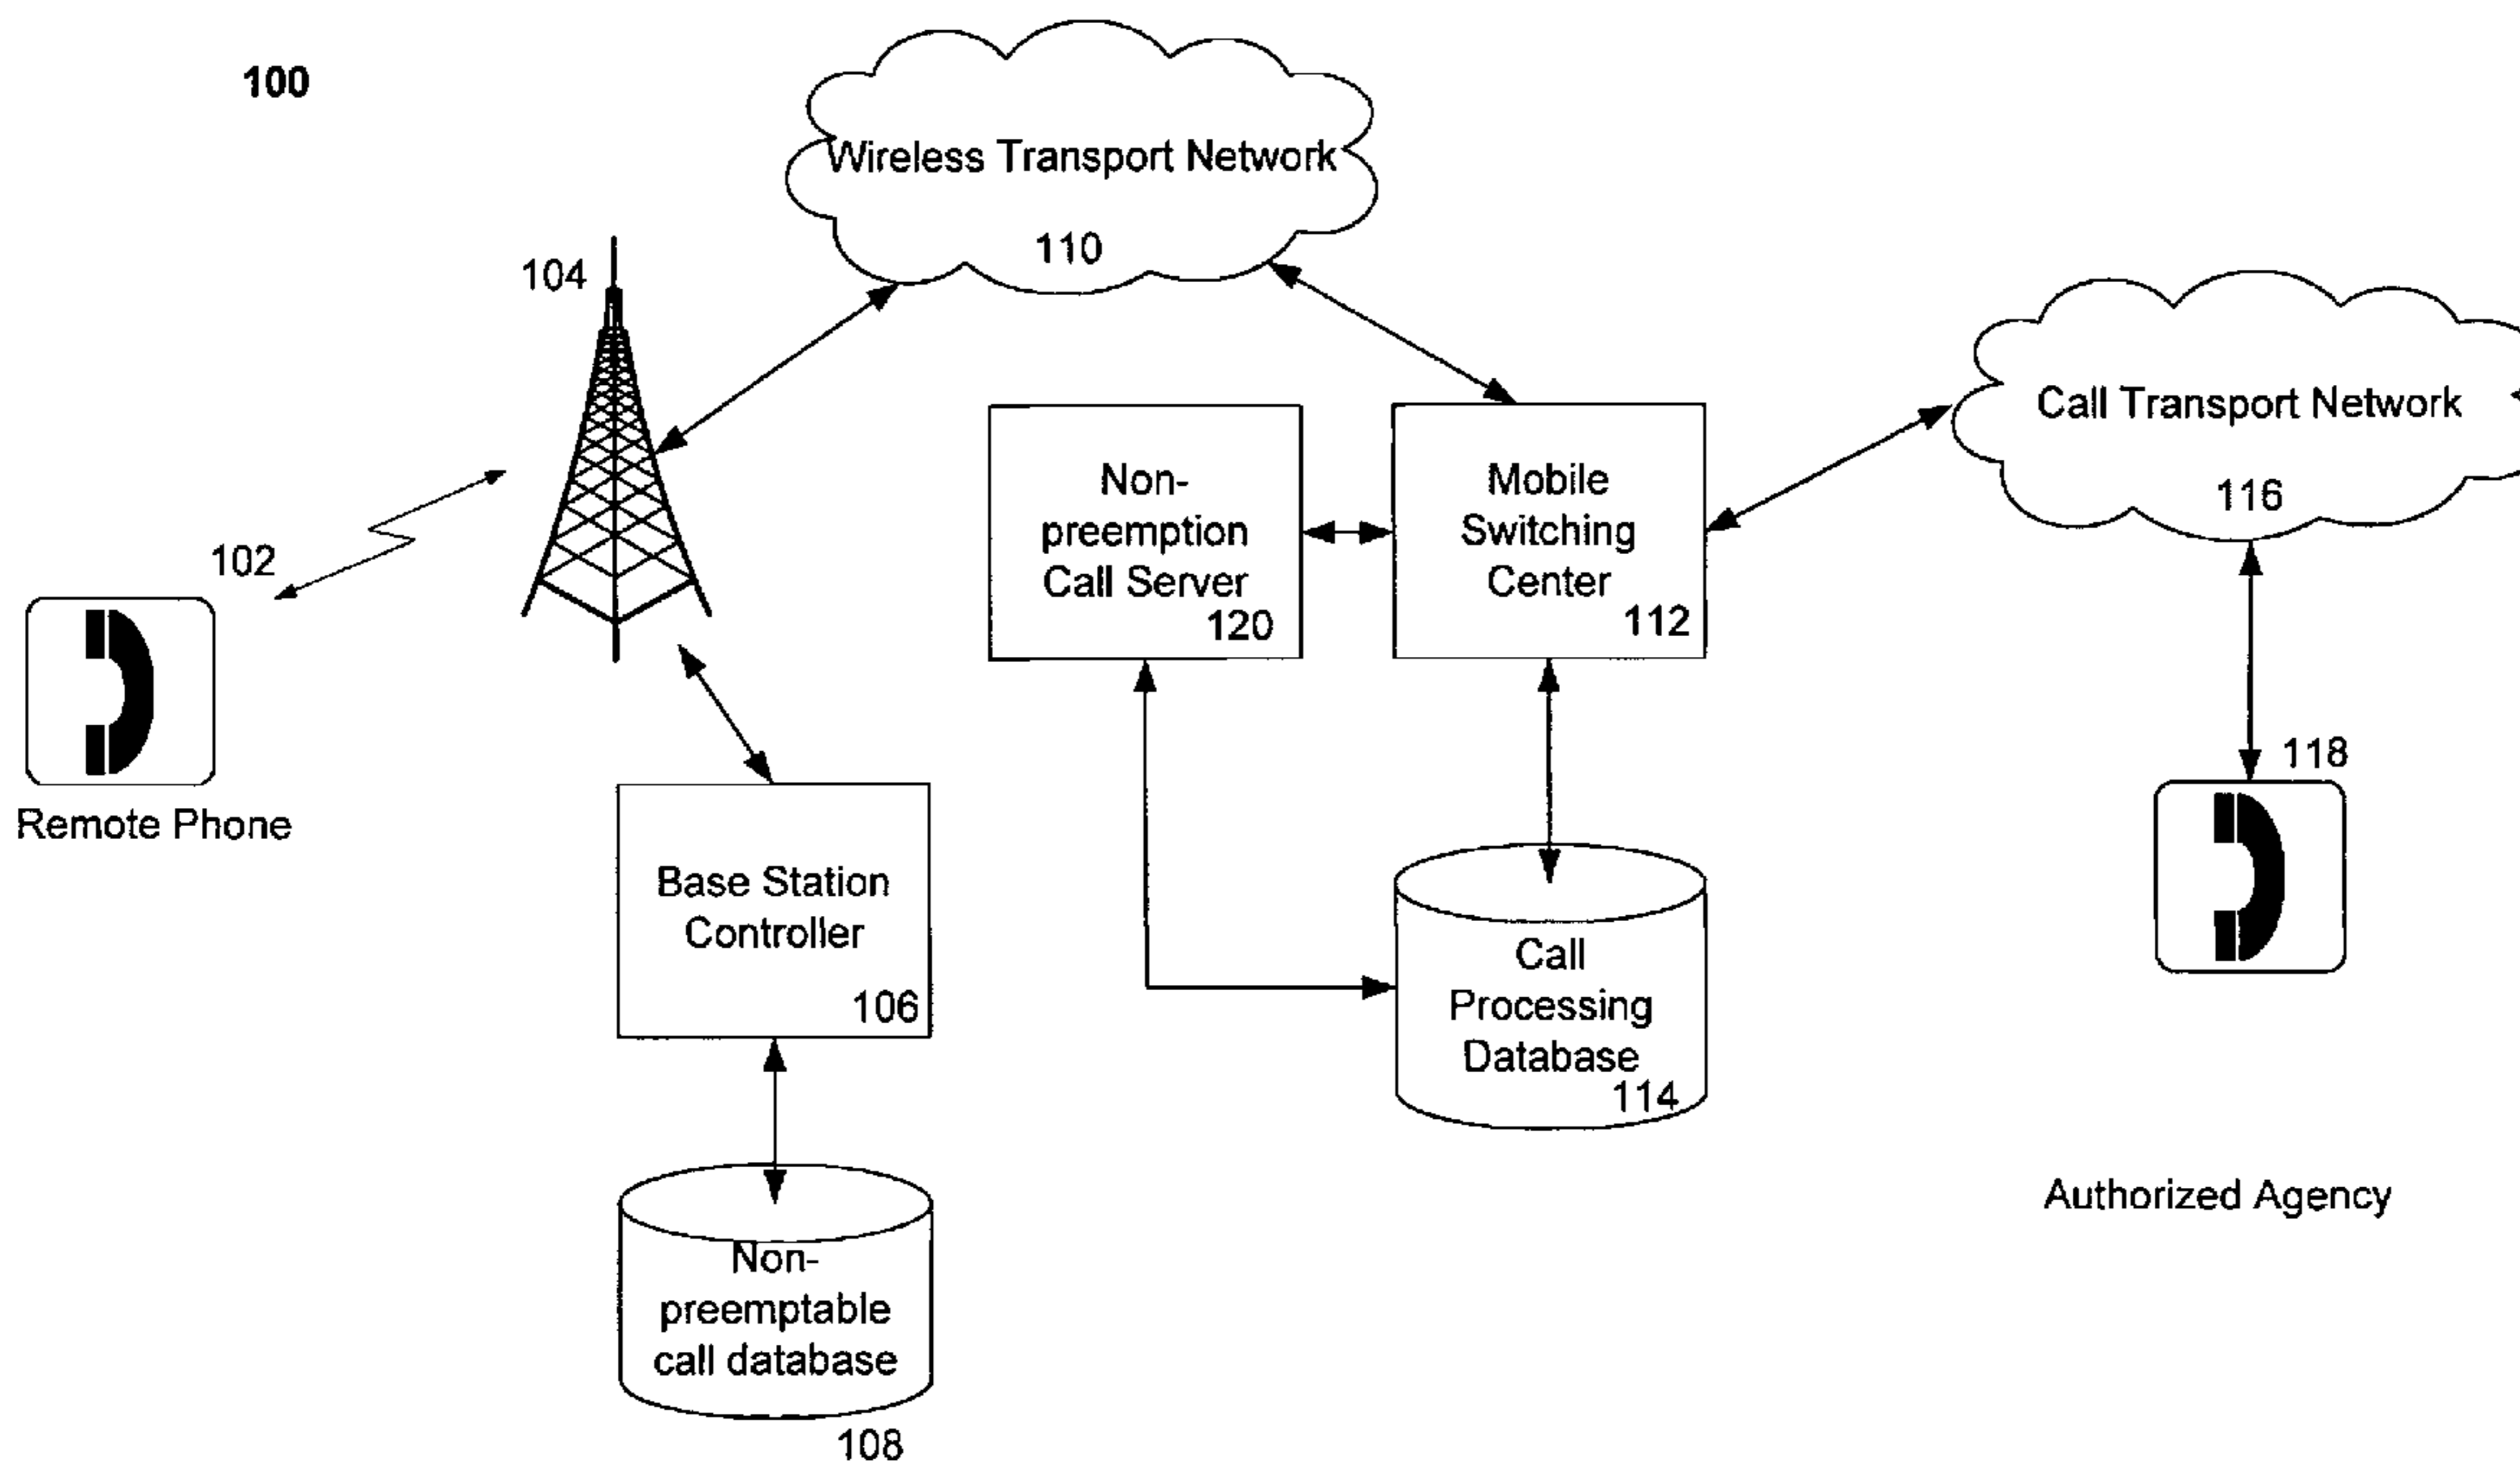 100
Wireless Transport Network
110
104
Call Transport Network
116
102
Non-
preemption
Call Server
120
Mobile
Switching
Center
112
118
Remote Phone
Base Station
Controller
106
Call
Processing
Database
114
Authorized Agency
Non-
preemptable
call database
108